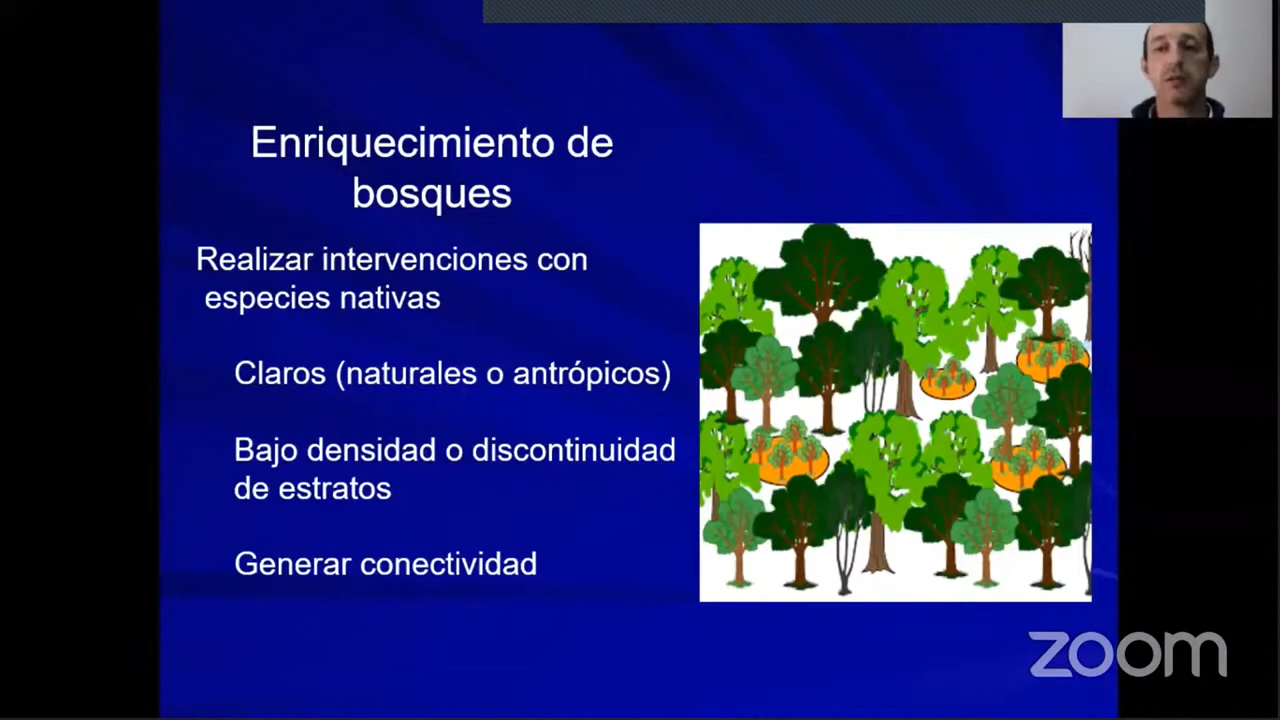 Enriquecimiento de
bosques
Realizar intervenciones con
especies nativas
Claros (naturales o antrópicos)
Bajo densidad o discontinuidad
de estratos
Generar conectividad
zoom